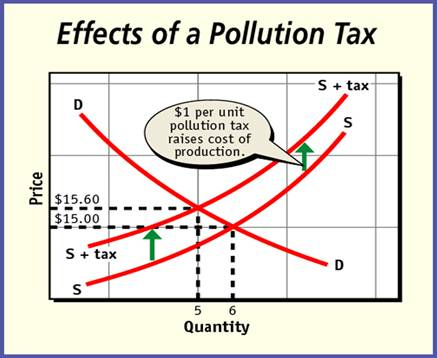 Effects of a Pollution Tax
S + tax
D
$1 per unit
pollution tax
raises cost of
production.
S
Price
$15.60
$15.00
S + tax
S
D
5 6
Quantity